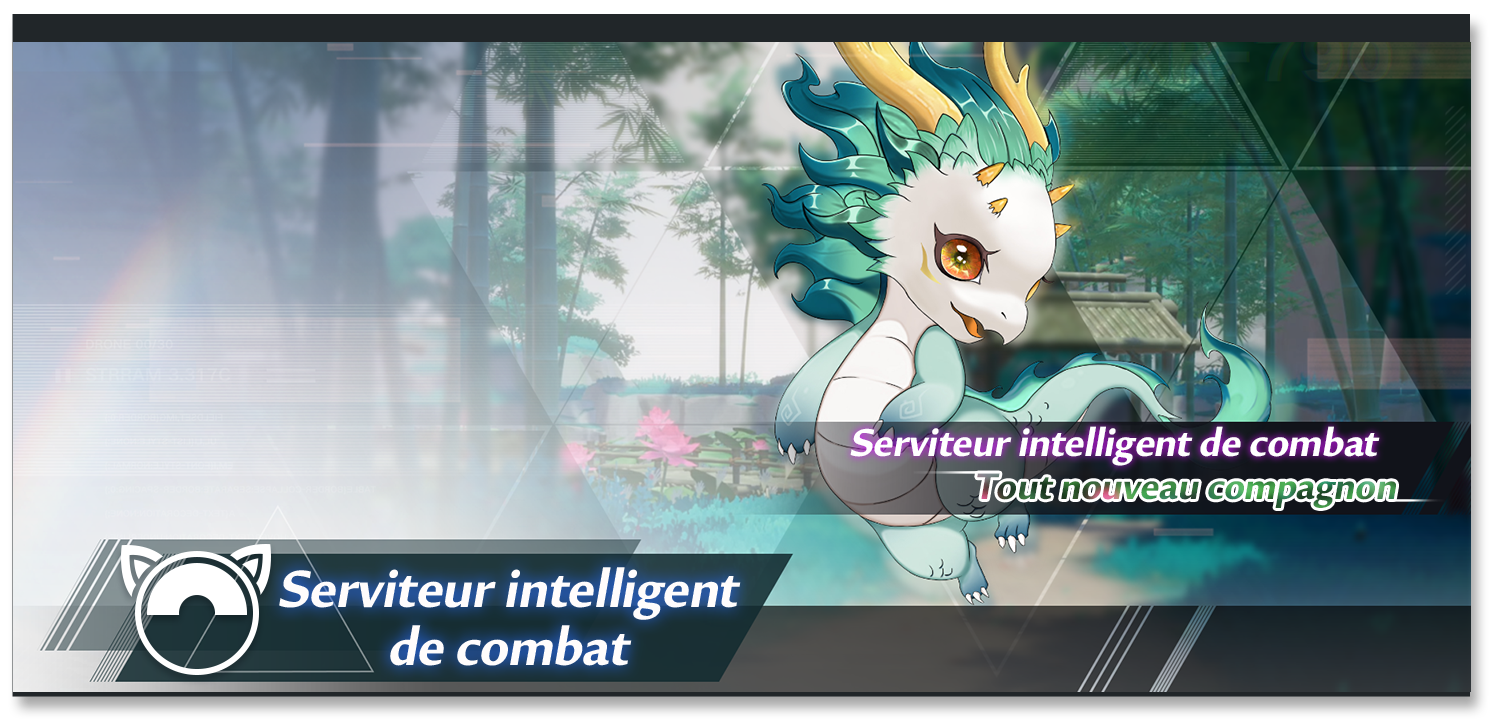 Serviteur intelligent de combat
Tout nouveau compagnon
Serviteur intelligent
de combat